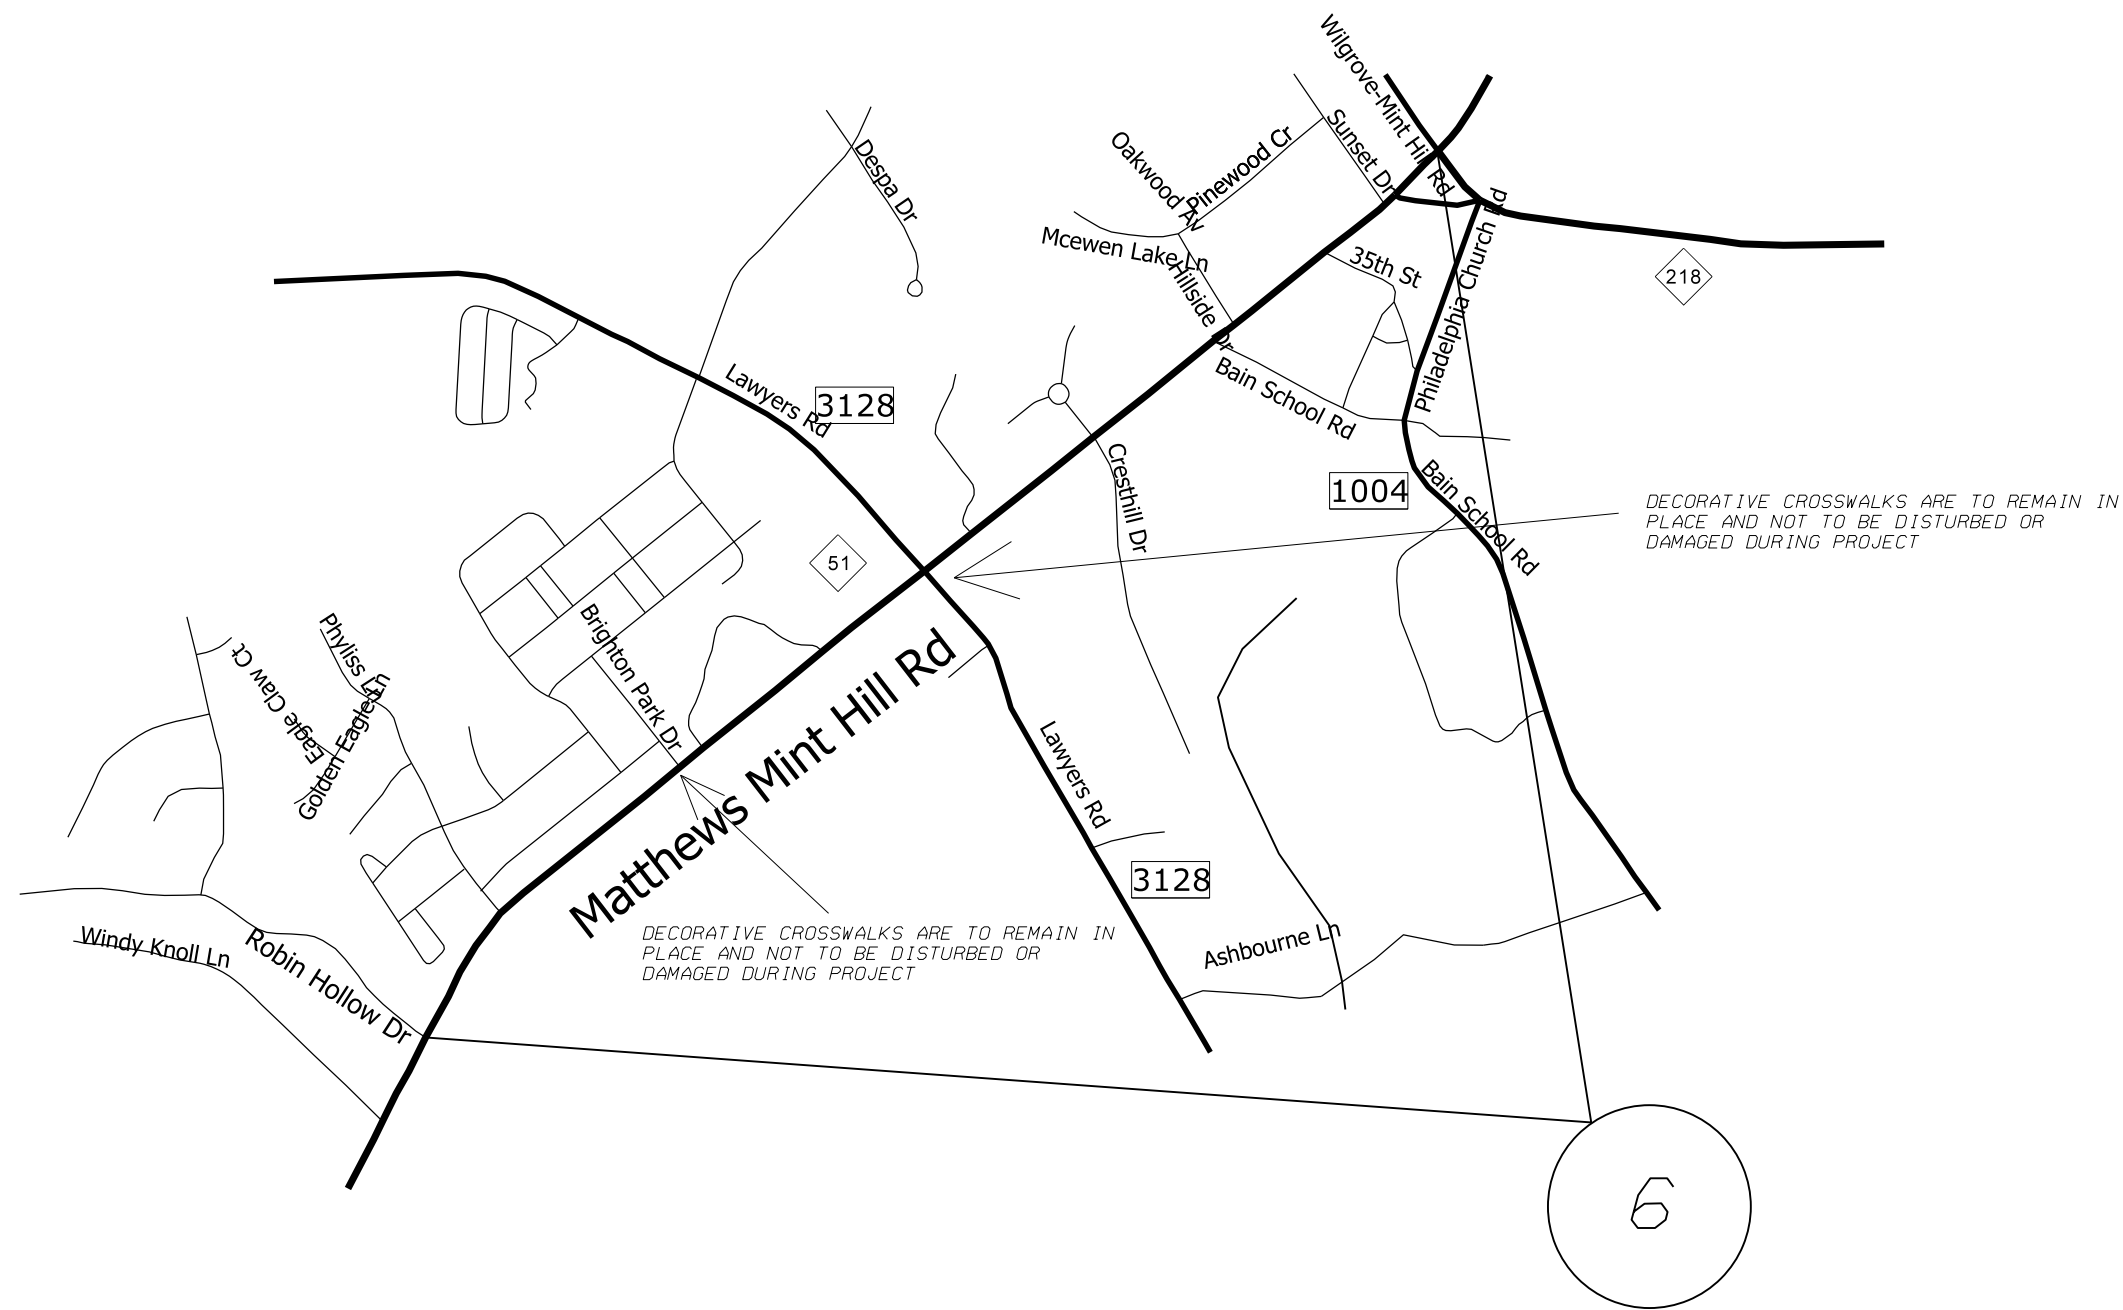 Wilgrove-Mint Hill Rd
Despa Dr
Oakwood Av
Pinewood Cr
Sunset Dr
Mcewen Lake Ln
Hillside Dr
35th St
Philadelphia Church Rd
218
Lawyers Rd
3128
Bain School Rd
Cresthill Dr
1004
Bain School Rd
DECORATIVE CROSSWALKS ARE TO REMAIN IN
PLACE AND NOT TO BE DISTURBED OR
DAMAGED DURING PROJECT
51
Brighton Park Dr
Phyliss Ln
Eagle Claw Ct
Golden Eagle Ln
Matthews Mint Hill Rd
Lawyers Rd
3128
Windy Knoll Ln
Robin Hollow Dr
DECORATIVE CROSSWALKS ARE TO REMAIN IN
PLACE AND NOT TO BE DISTURBED OR
DAMAGED DURING PROJECT
Ashbourne Ln
6